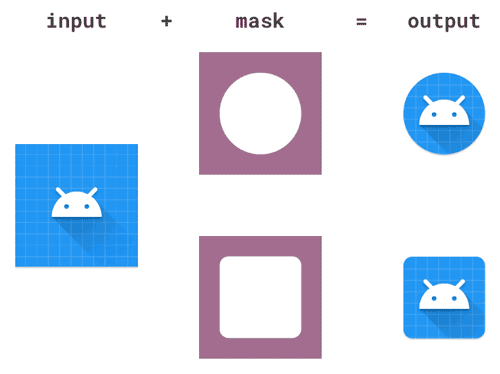 input + mask = output